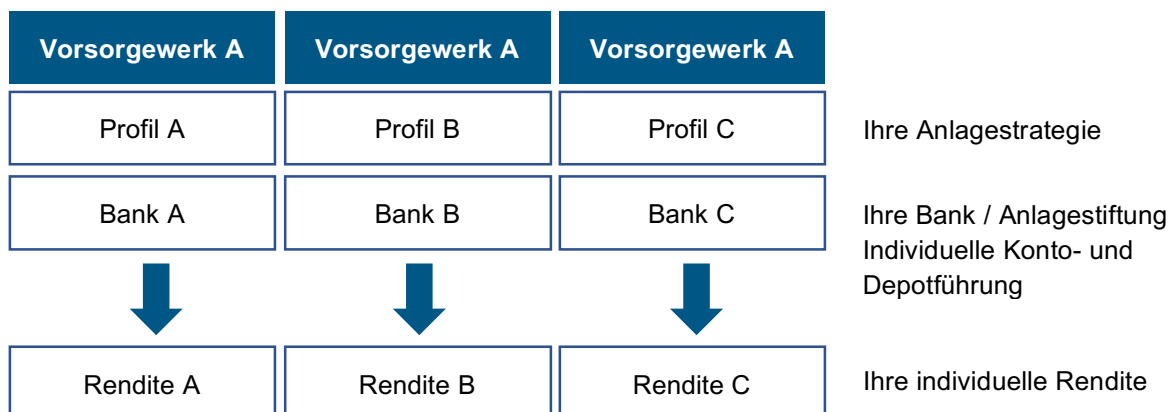 Vorsorgewerk A Vorsorgewerk A Vorsorgewerk A
Profil A Profil B Profil C Ihre Anlagestrategie
Bank A Bank B Bank C Ihre Bank / Anlagestiftung
Individuelle Konto- und
Depotführung
Rendite A Rendite B Rendite C Ihre individuelle Rendite